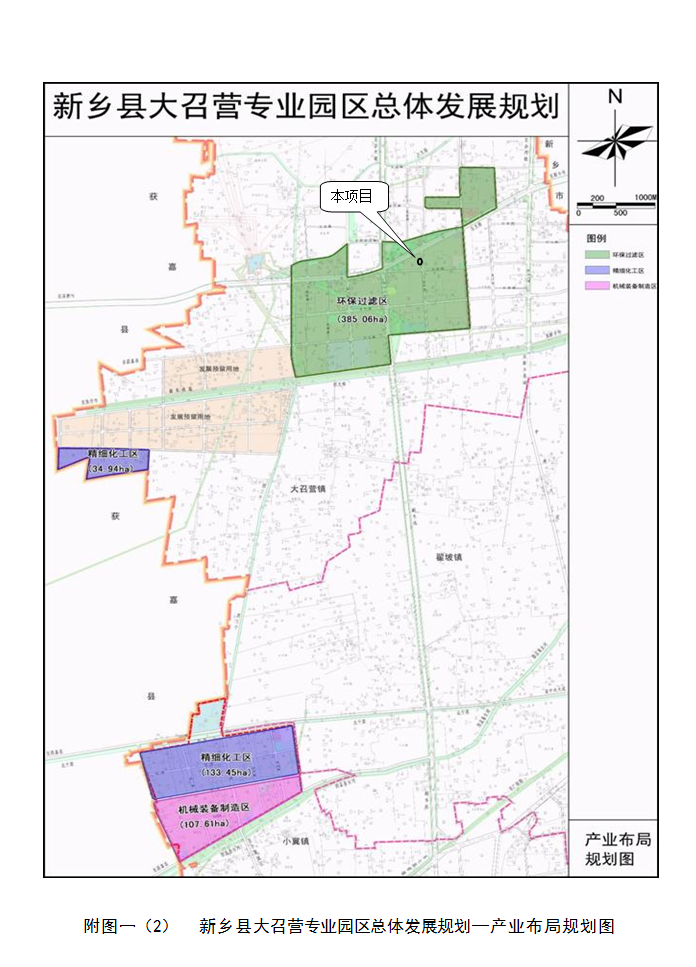 新乡县大召营专业园区总体发展规划
N
200 1000M
0 500
新
乡
市
图例
环保过滤区
精细化工区
机械装备制造区
本项目
获
嘉
县
环保过滤区
(385.06ha)
发展预留用地
发展预留用地
精细化工区
(34.94ha)
大召营镇
获
翟坡镇
嘉
县
精细化工区
(133.45ha)
机械装备制造区
(107.61ha)
小冀镇
产业布局
规划图
附图一（2） 新乡县大召营专业园区总体发展规划—产业布局规划图